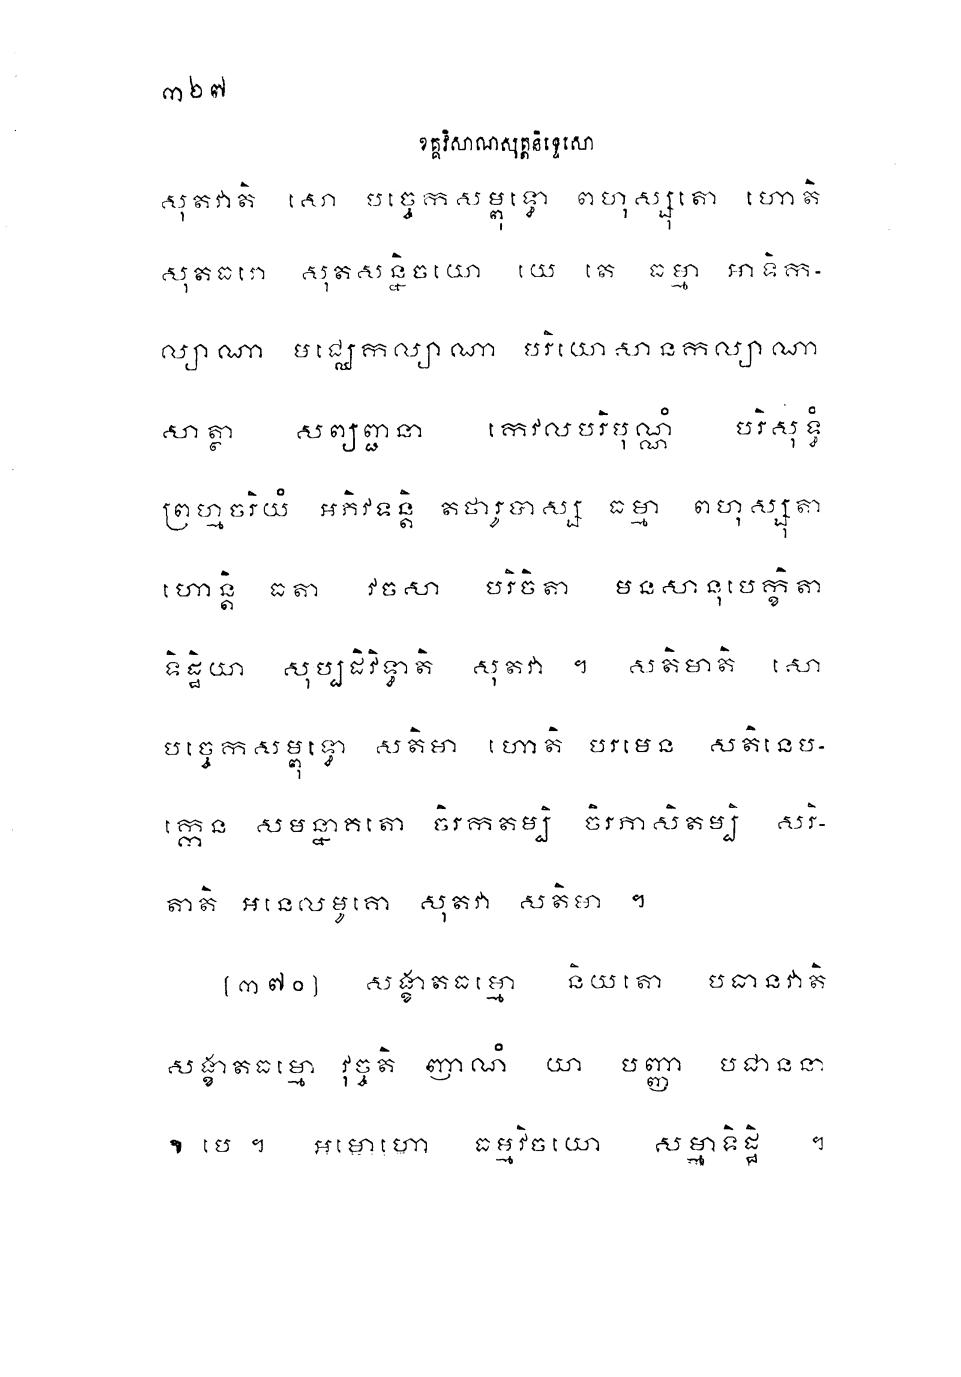 ៣២៧
ខគ្គវិសាណសុត្តនិទ្ទេសោ
សុតវាតិ សោ បច្ចេកសម្ពុទ្ធោ ពហុស្សុតោ ហោតិ
សុតធរោ សុតសន្និចយោ យេ តេ ធម្មា អាទិក-
ល្យាណា មជ្ឈេកល្យាណា បរិយោសានកល្យាណា
សាត្ថា សព្យញ្ជនា កេវលបរិបុណ្ណំ បរិសុទ្ធំ
ព្រហ្មចរិយំ អភិវទន្តិ តថារូបាស្ស ធម្មា ពហុស្សុតា
ហោន្តិ ធតា វចសា បរិចិតា មនសានុបេក្ខិតា
ទិដ្ឋិយា សុប្បដិវិទ្ធាតិ សុតវា ។ សតិមាតិ សោ
បច្ចេកសម្ពុទ្ធោ សតិមា ហោតិ បរមេន សតិនេប-
ក្កេន សមន្នាគតោ ចិរកតម្បិ ចិរភាសិតម្បិ សរិ-
តាតិ អនេលមូគោ សុតវា សតិមា ។
[៣៧០] សង្ខាតធម្មោ និយតោ បធានវាតិ
សង្ខាតធម្មោ វុច្ចតិ ញាណំ យា បញ្ញា បជាននា
១ បេ ។ អមោហោ ធម្មវិចយោ សម្មាទិដ្ឋិ ។